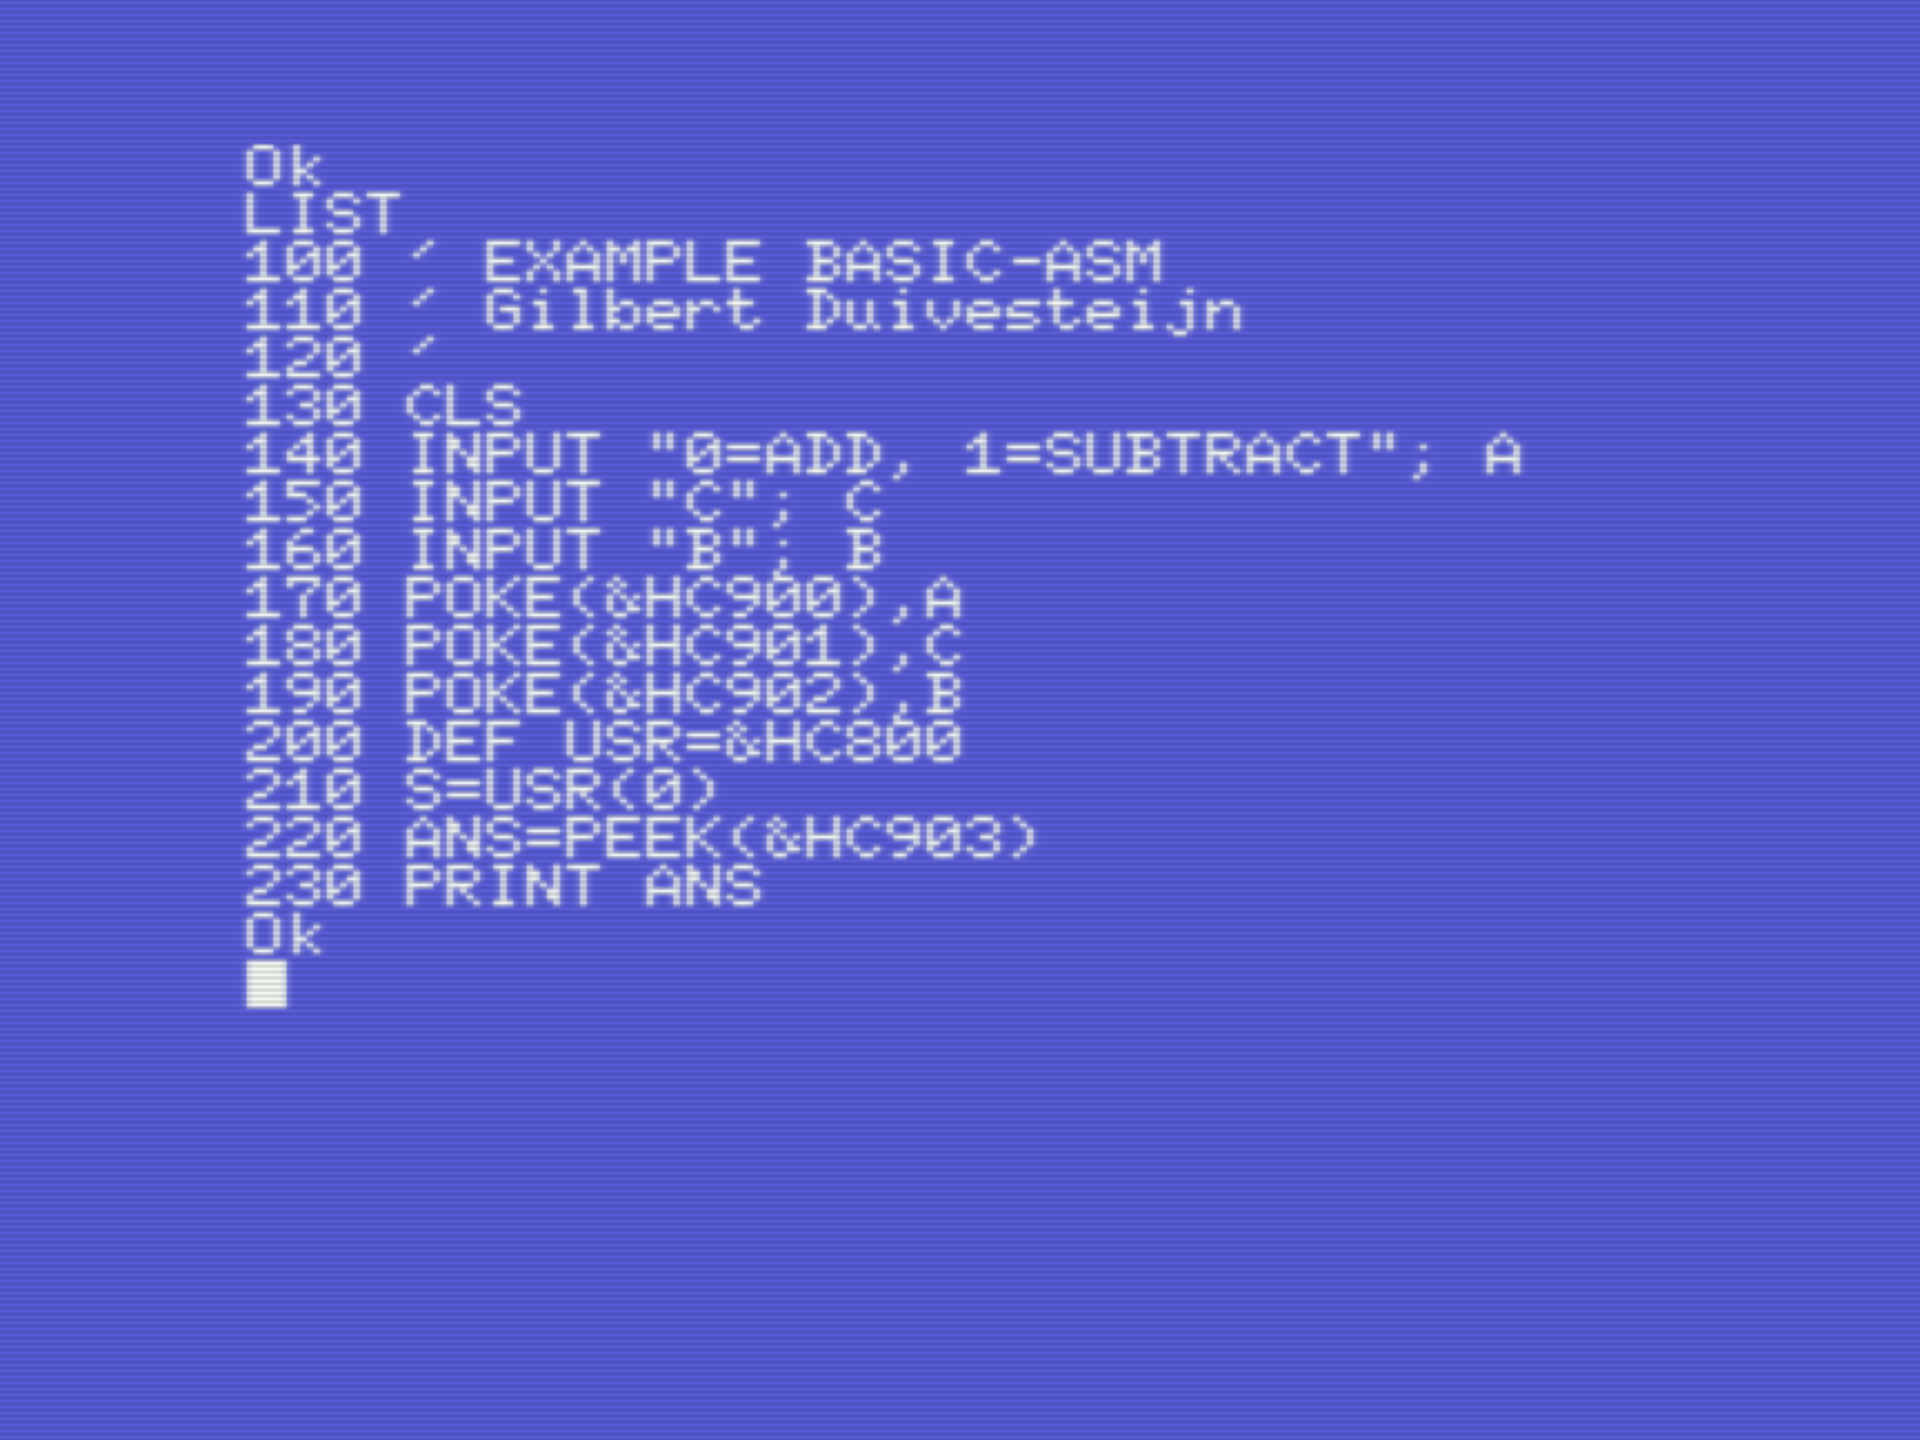 Ok
LIST
100 ' EXAMPLE BASIC-ASM
110 ' Gilbert Duivesteijn
120 '
130 CLS
140 INPUT "0=ADD, 1=SUBTRACT"; A
150 INPUT "C"; C
160 INPUT "B"; B
170 POKE(&HC900),A
180 POKE(&HC901),C
190 POKE(&HC902),B
200 DEF USR=&HC800
210 S=USR(0)
220 ANS=PEEK(&HC903)
230 PRINT ANS
Ok